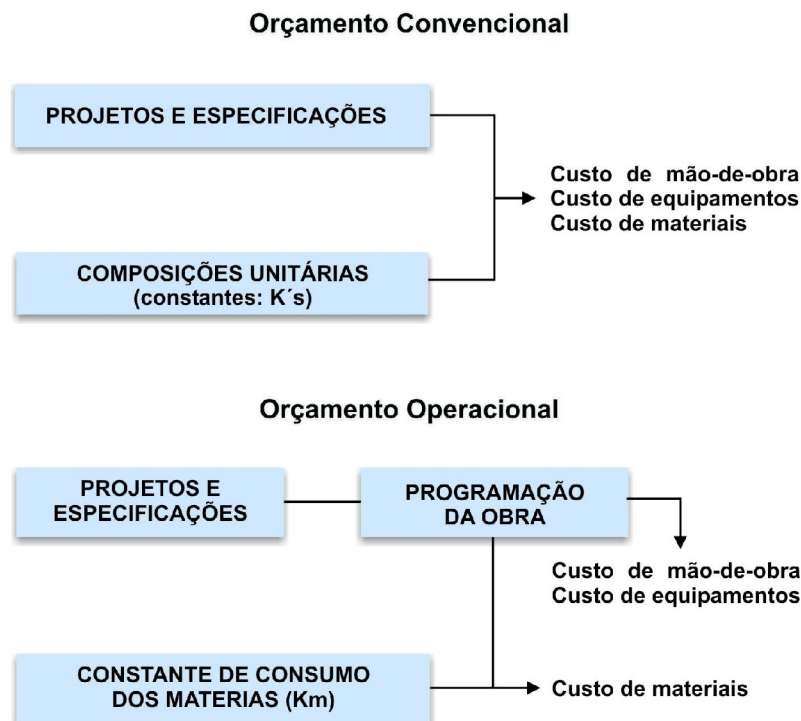 Orçamento Convencional
PROJETOS E ESPECIFICAÇÕES
Custo de mão-de-obra
Custo de equipamentos
Custo de materiais
COMPOSIÇÕES UNITÁRIAS
(constantes: K´s)
Orçamento Operacional
PROJETOS E
ESPECIFICAÇÕES
PROGRAMAÇÃO
DA OBRA
Custo de mão-de-obra
Custo de equipamentos
CONSTANTE DE CONSUMO
DOS MATERIAS (Km)
Custo de materiais